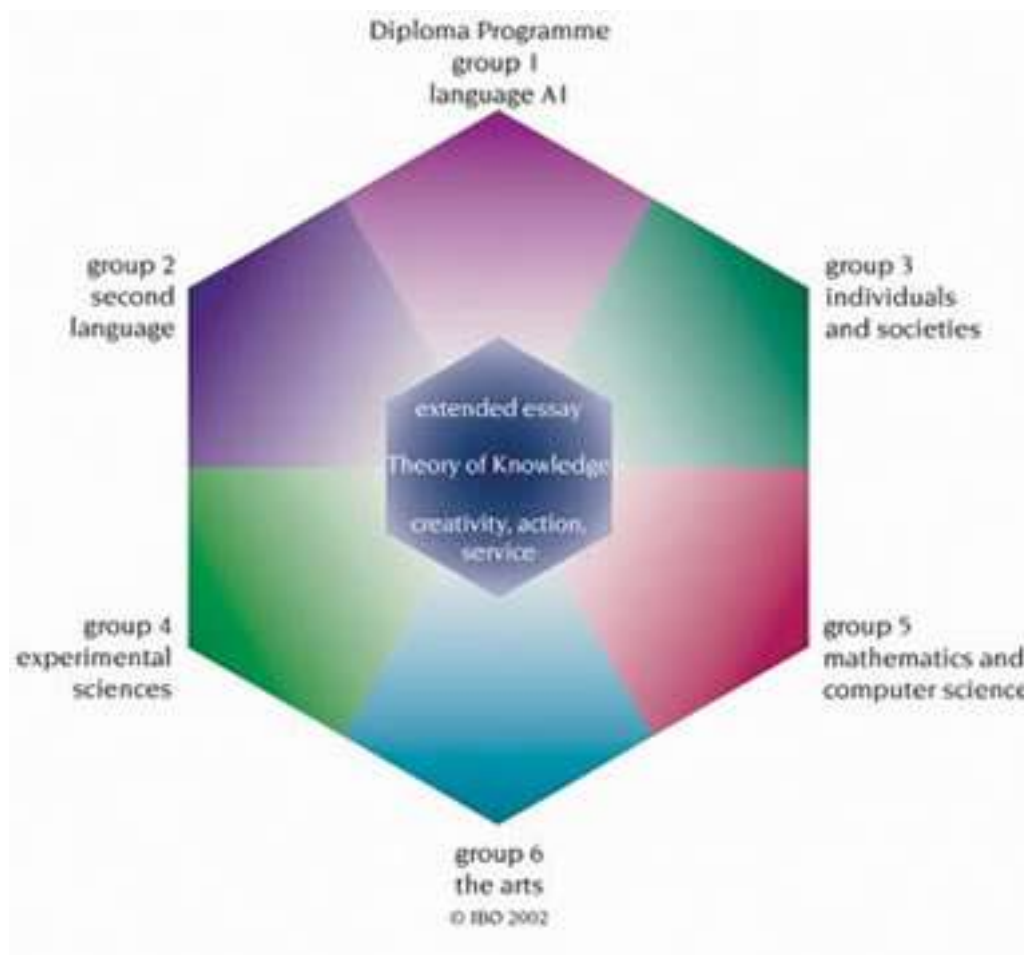 Diploma Programme
group 1
language A1
group 2
second
language
group 3
individuals
and societies
extended essay
Theory of Knowledge
creativity, action,
service
group 4
experimental
sciences
group 5
mathematics and
computer science
group 6
the arts
© IBO 2002